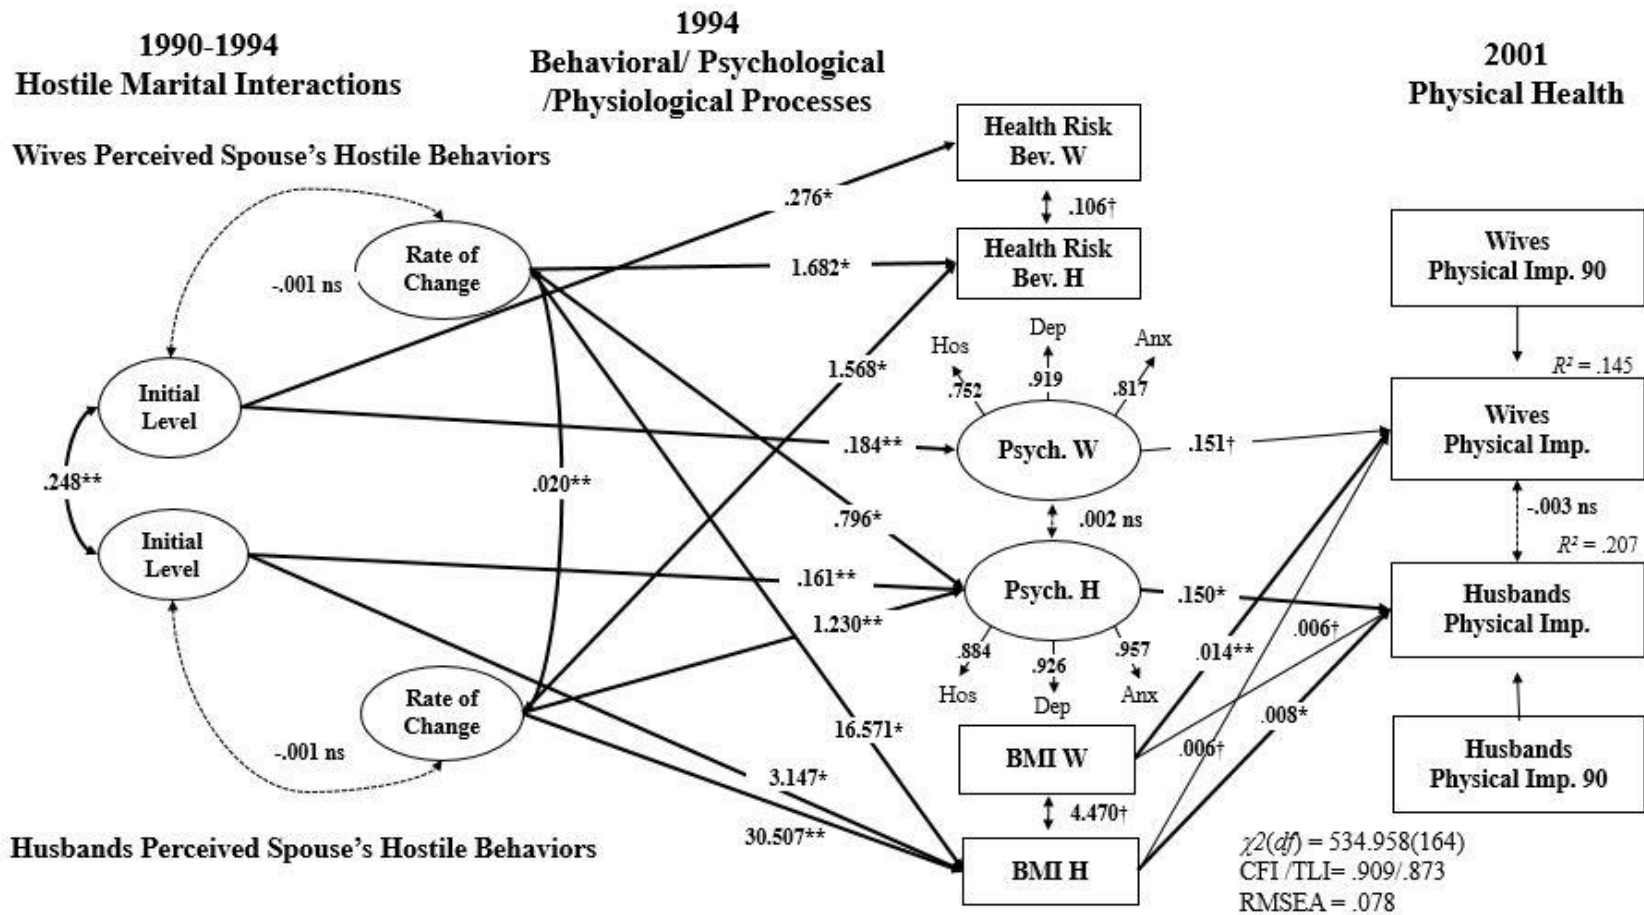 1990-1994
Hostile Marital Interactions
1994
Behavioral/ Psychological
/Physiological Processes
2001
Physical Health
Wives Perceived Spouse's Hostile Behaviors
Health Risk
Bev. W
.276*
.106†
Rate of
Change
-.001 ns
1.682*
Health Risk
Bev. H
Wives
Physical Imp. 90
Hos
Dep
Anx
.752
.919
.817
1.568*
R² = .145
Initial
Level
.184**
Psych. W
.151†
Wives
Physical Imp.
.248**
.020**
.796*
.002 ns
-.003 ns
R² = .207
Initial
Level
.161**
Psych. H
.150*
Husbands
Physical Imp.
1.230**
.884
.926
.957
Hos
Dep
Anx
.006†
.014**
.008*
.006†
Rate of
Change
-.001 ns
16.571*
3.147*
30.507**
BMI W
4.470†
BMI H
Husbands
Physical Imp. 90
Husbands Perceived Spouse's Hostile Behaviors
χ2(df) = 534.958(164)
CFI /TLI= .909/.873
RMSEA = .078